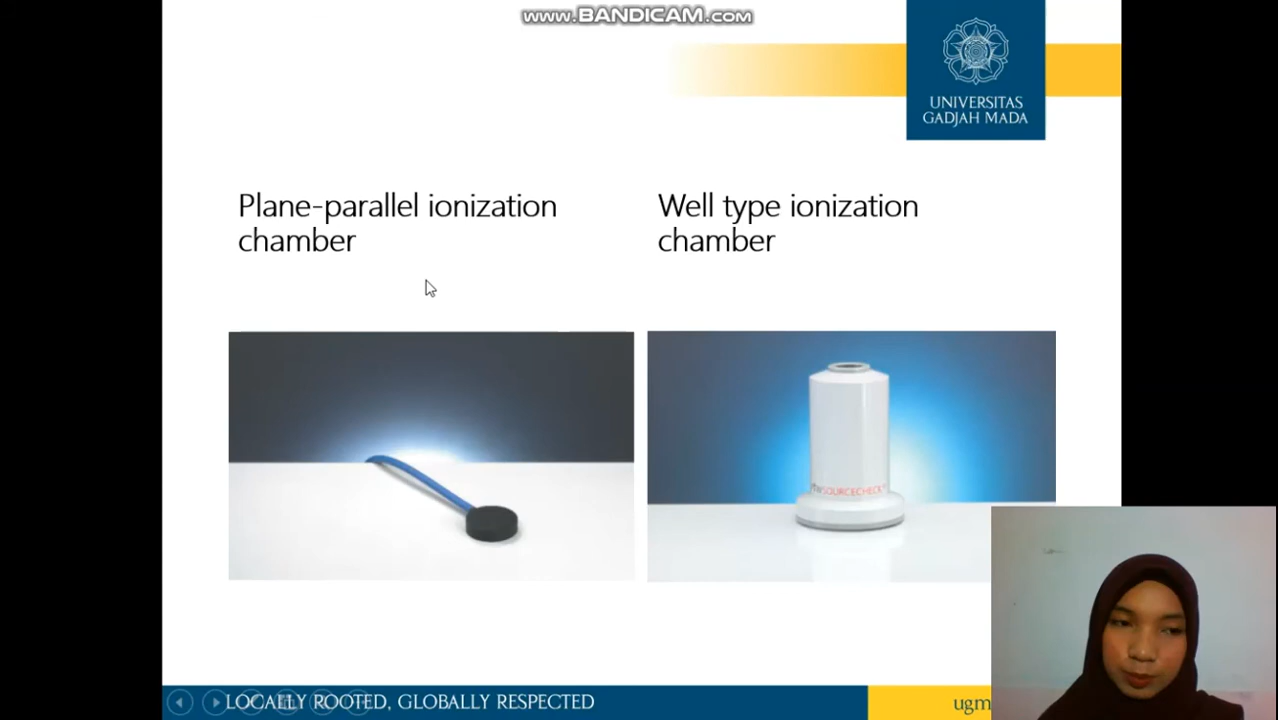 www.BANDICAM.com
UNIVERSITAS
GADJAH MADA
Plane-parallel ionization
chamber
Well type ionization
chamber
SOURCECHECK
LOCALLY ROOTED, GLOBALLY RESPECTED
ugm